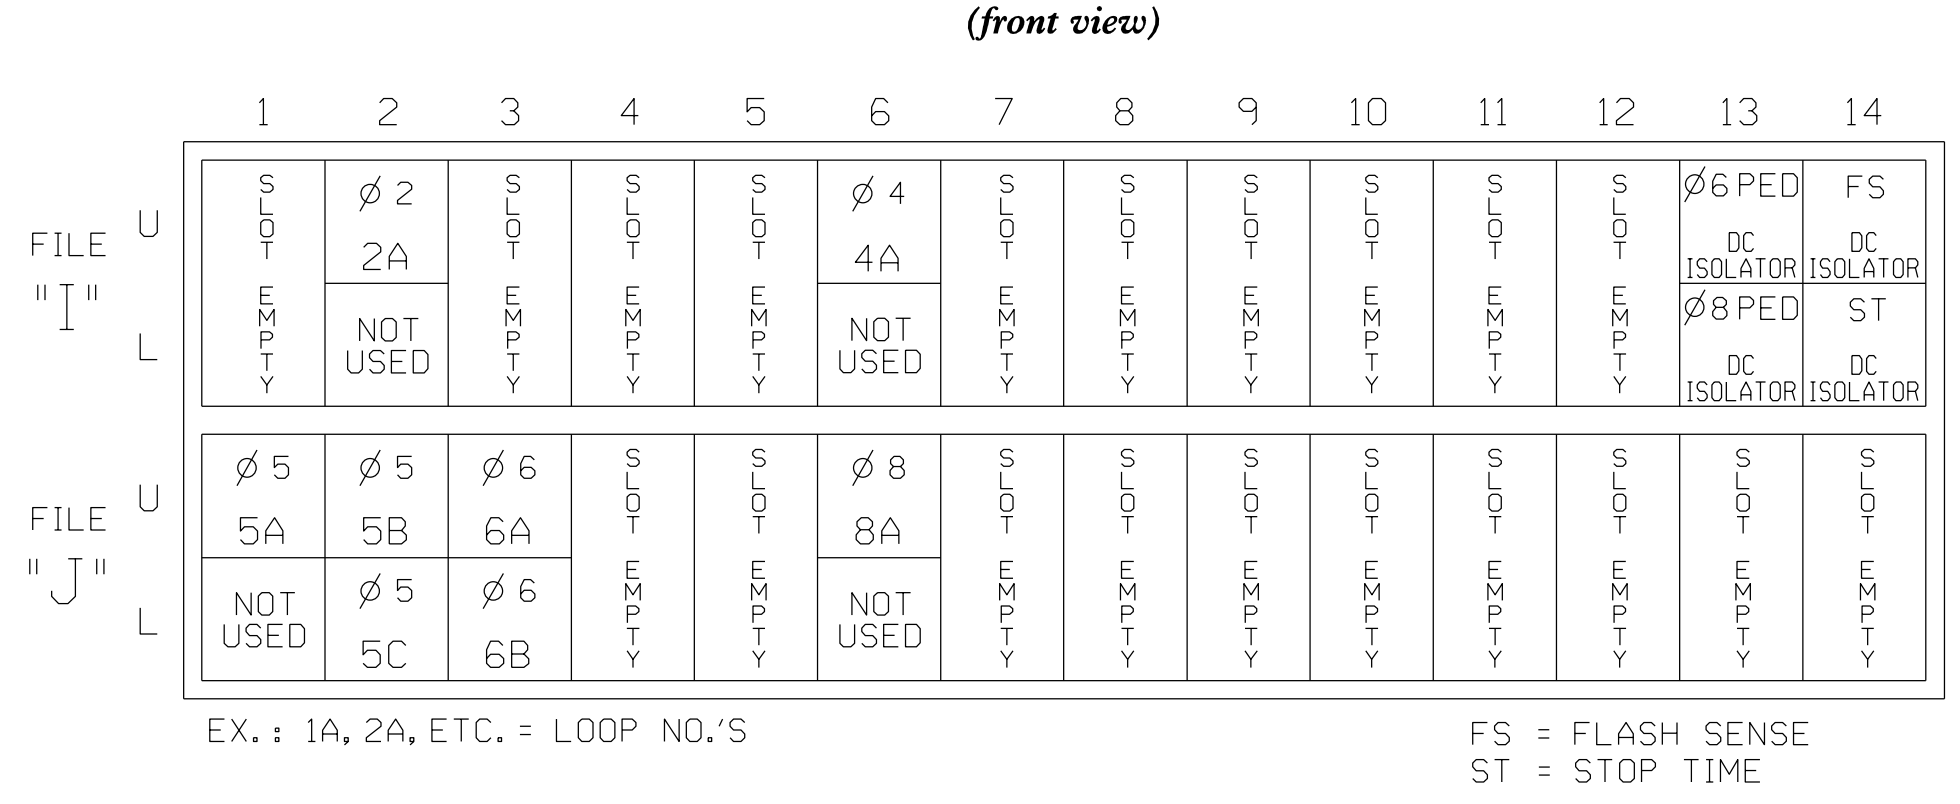 (front view)
1 2 3 4 5 6 7 8 9 10 11 12 13 14
FILE "I"
U
L
SLOT EMPTY
Ø 2
2A
NOT USED
SLOT EMPTY
SLOT EMPTY
SLOT EMPTY
Ø 4
4A
NOT USED
SLOT EMPTY
SLOT EMPTY
SLOT EMPTY
SLOT EMPTY
SLOT EMPTY
SLOT EMPTY
Ø6 PED
DC
ISOLATOR
Ø8 PED
DC
ISOLATOR
FS
DC
ISOLATOR
ST
DC
ISOLATOR
FILE "J"
U
L
Ø 5
5A
NOT USED
Ø 5
5B
Ø 5
5C
Ø 6
6A
Ø 6
6B
SLOT EMPTY
SLOT EMPTY
Ø 8
8A
NOT USED
SLOT EMPTY
SLOT EMPTY
SLOT EMPTY
SLOT EMPTY
SLOT EMPTY
SLOT EMPTY
SLOT EMPTY
SLOT EMPTY
EX.: 1A, 2A, ETC. = LOOP NO.'S
FS = FLASH SENSE
ST = STOP TIME